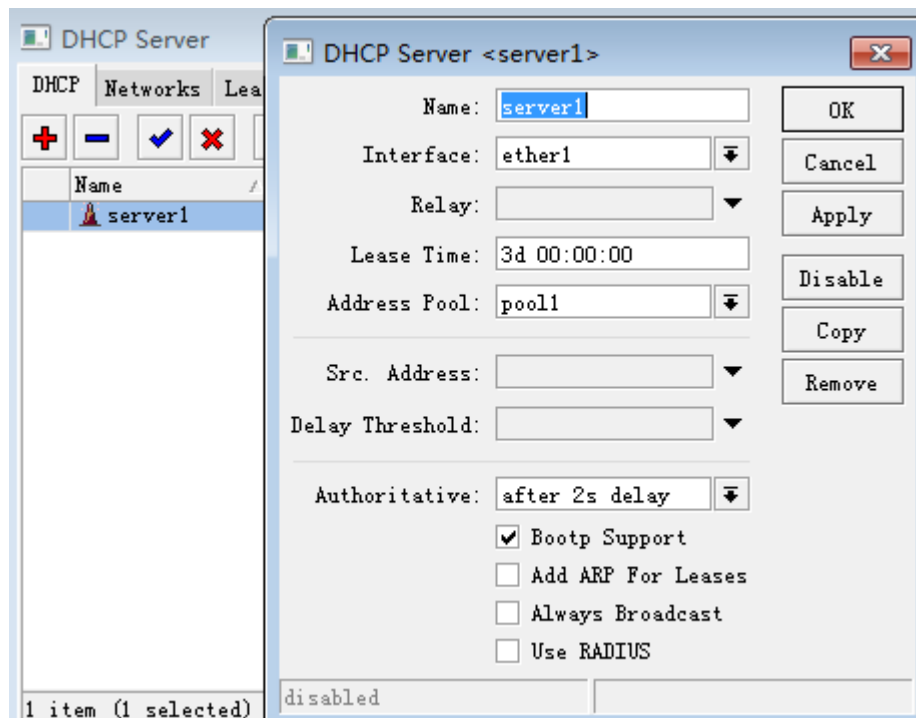 DHCP Server
DHCP Networks Lea
Name
server1
1 item (1 selected)
DHCP Server <server1>
Name: server1
Interface: ether1
Relay:
Lease Time: 3d 00:00:00
Address Pool: pool1
Src. Address:
Delay Threshold:
Authoritative: after 2s delay
Bootp Support
Add ARP For Leases
Always Broadcast
Use RADIUS
OK
Cancel
Apply
Disable
Copy
Remove
disabled